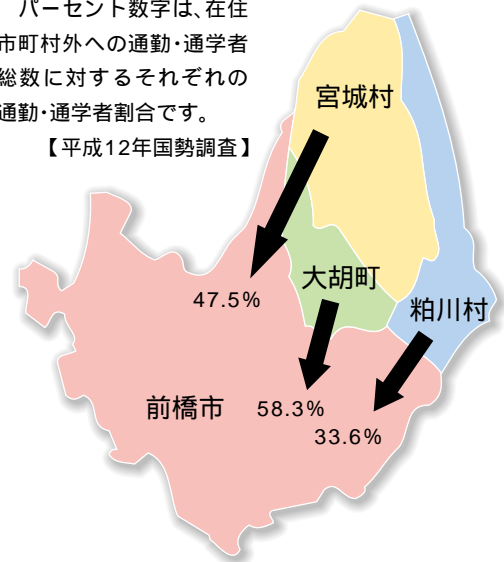 パーセント数字は、在住
市町村外への通勤・通学者
総数に対するそれぞれの
通勤・通学者割合です。
【平成12年国勢調査】
宮城村
大胡町
粕川村
47.5%
前橋市
58.3%
33.6%